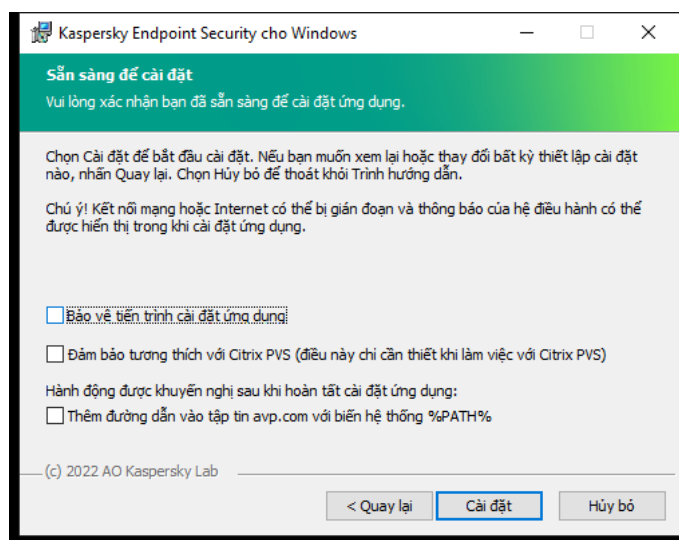 Kaspersky Endpoint Security cho Windows
Sẵn sàng để cài đặt
Vui lòng xác nhận bạn đã sẵn sàng để cài đặt ứng dụng.
Chọn Cài đặt để bắt đầu cài đặt. Nếu bạn muốn xem lại hoặc thay đổi bất kỳ thiết lập cài đặt
nào, nhấn Quay lại. Chọn Hủy bỏ để thoát khỏi Trình hướng dẫn.
Chú ý! Kết nối mạng hoặc Internet có thể bị gián đoạn và thông báo của hệ điều hành có thể
được hiển thị trong khi cài đặt ứng dụng.
Bảo vệ tiến trình cài đặt ứng dụng
Đảm bảo tương thích với Citrix PVS (điều này chỉ cần thiết khi làm việc với Citrix PVS)
Hành động được khuyến nghị sau khi hoàn tất cài đặt ứng dụng:
Thêm đường dẫn vào tập tin avp.com với biến hệ thống %PATH%
(c) 2022 AO Kaspersky Lab
< Quay lại
Cài đặt
Hủy bỏ